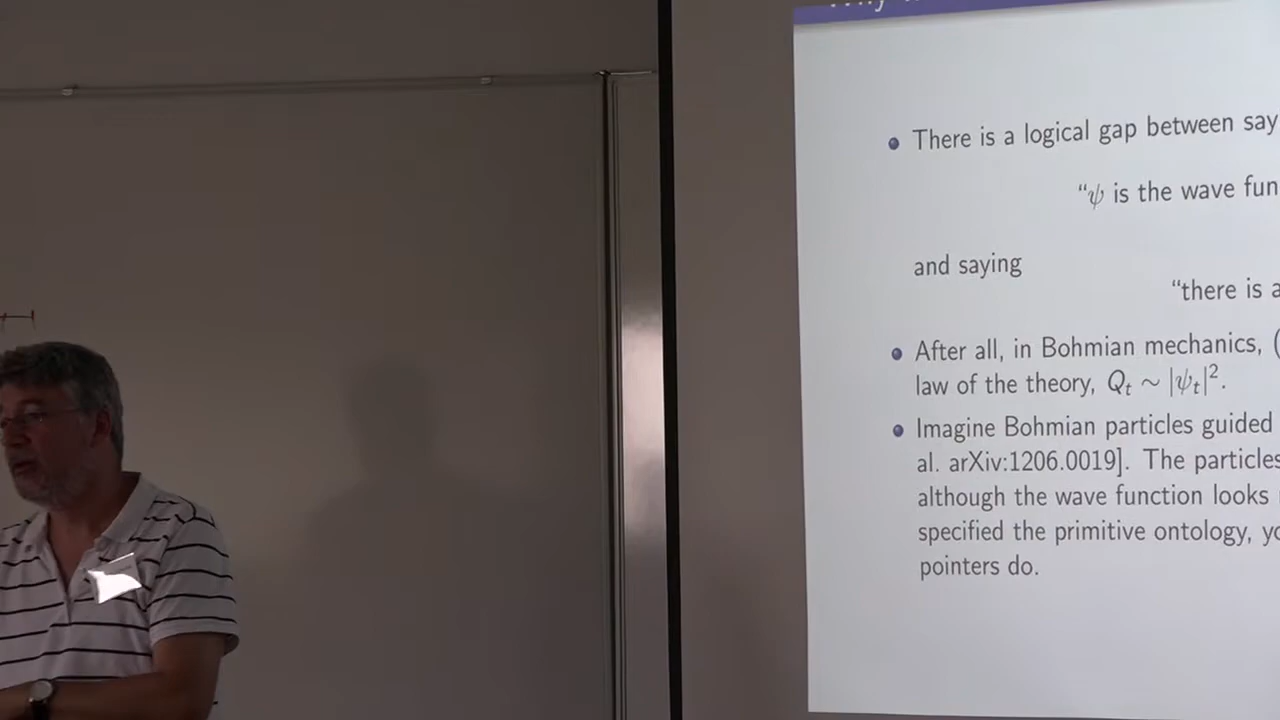 There is a logical gap between say
“ψ is the wave fun
and saying
“there is a
After all, in Bohmian mechanics, (
law of the theory, Qt ∼ |ψt|².
Imagine Bohmian particles guided
al. arXiv:1206.0019]. The particles
although the wave function looks
specified the primitive ontology, yo
pointers do.